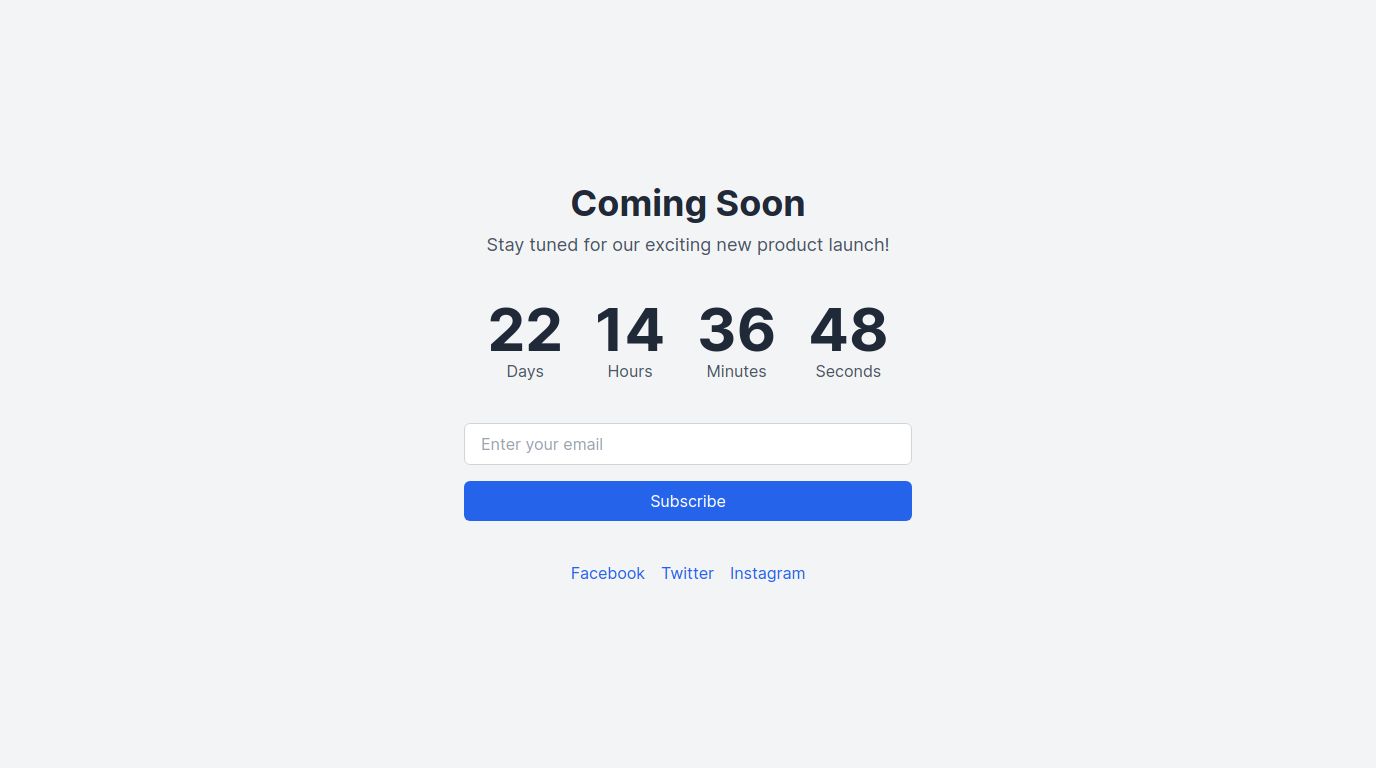 Coming Soon
Stay tuned for our exciting new product launch!
22 14 36 48
Days Hours Minutes Seconds
Enter your email
Subscribe
Facebook Twitter Instagram